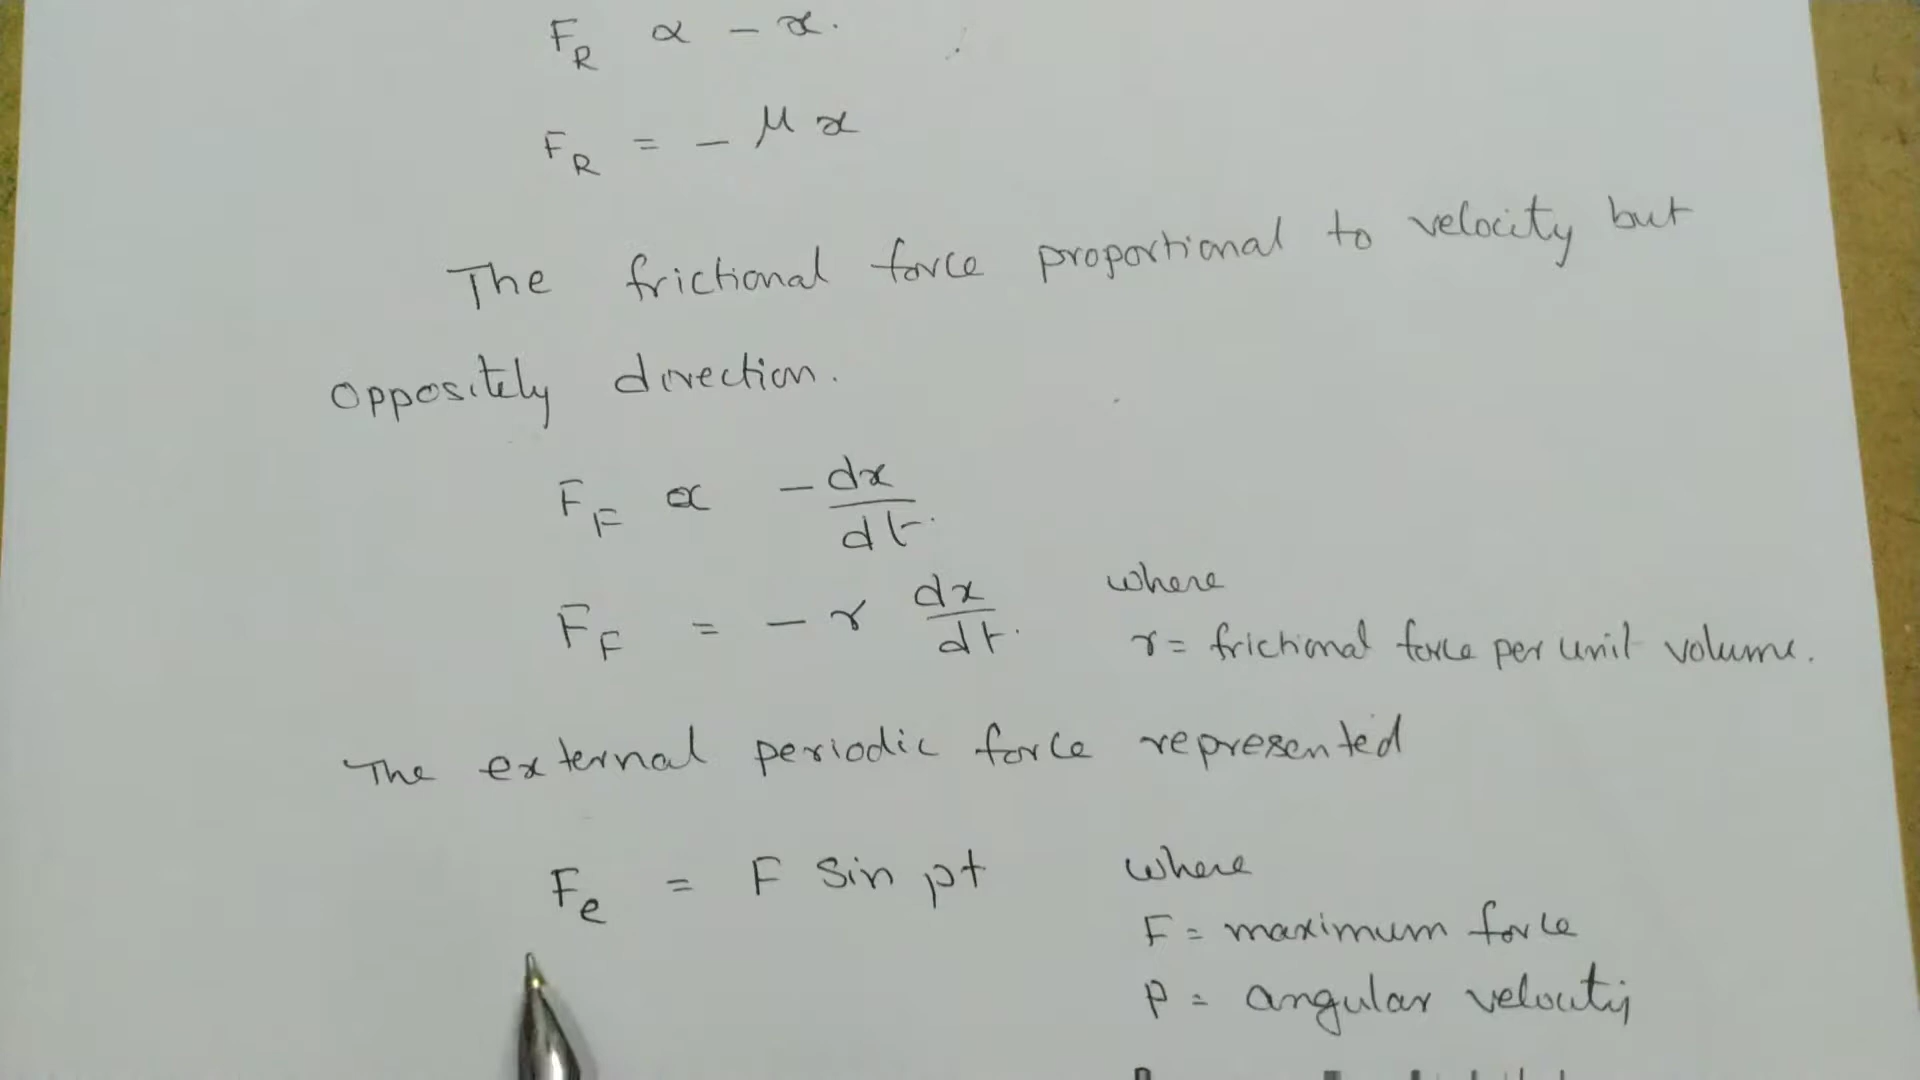 F_R ∝ - x.
F_R = - μ x
The frictional force proportional to velocity but
oppositely direction.
F_F ∝ - dx/dt.
F_F = - r dx/dt. where
r = frictional force per unit volume.
The external periodic force represented
F_e = F Sin pt where
F = maximum force
P = angular velocity